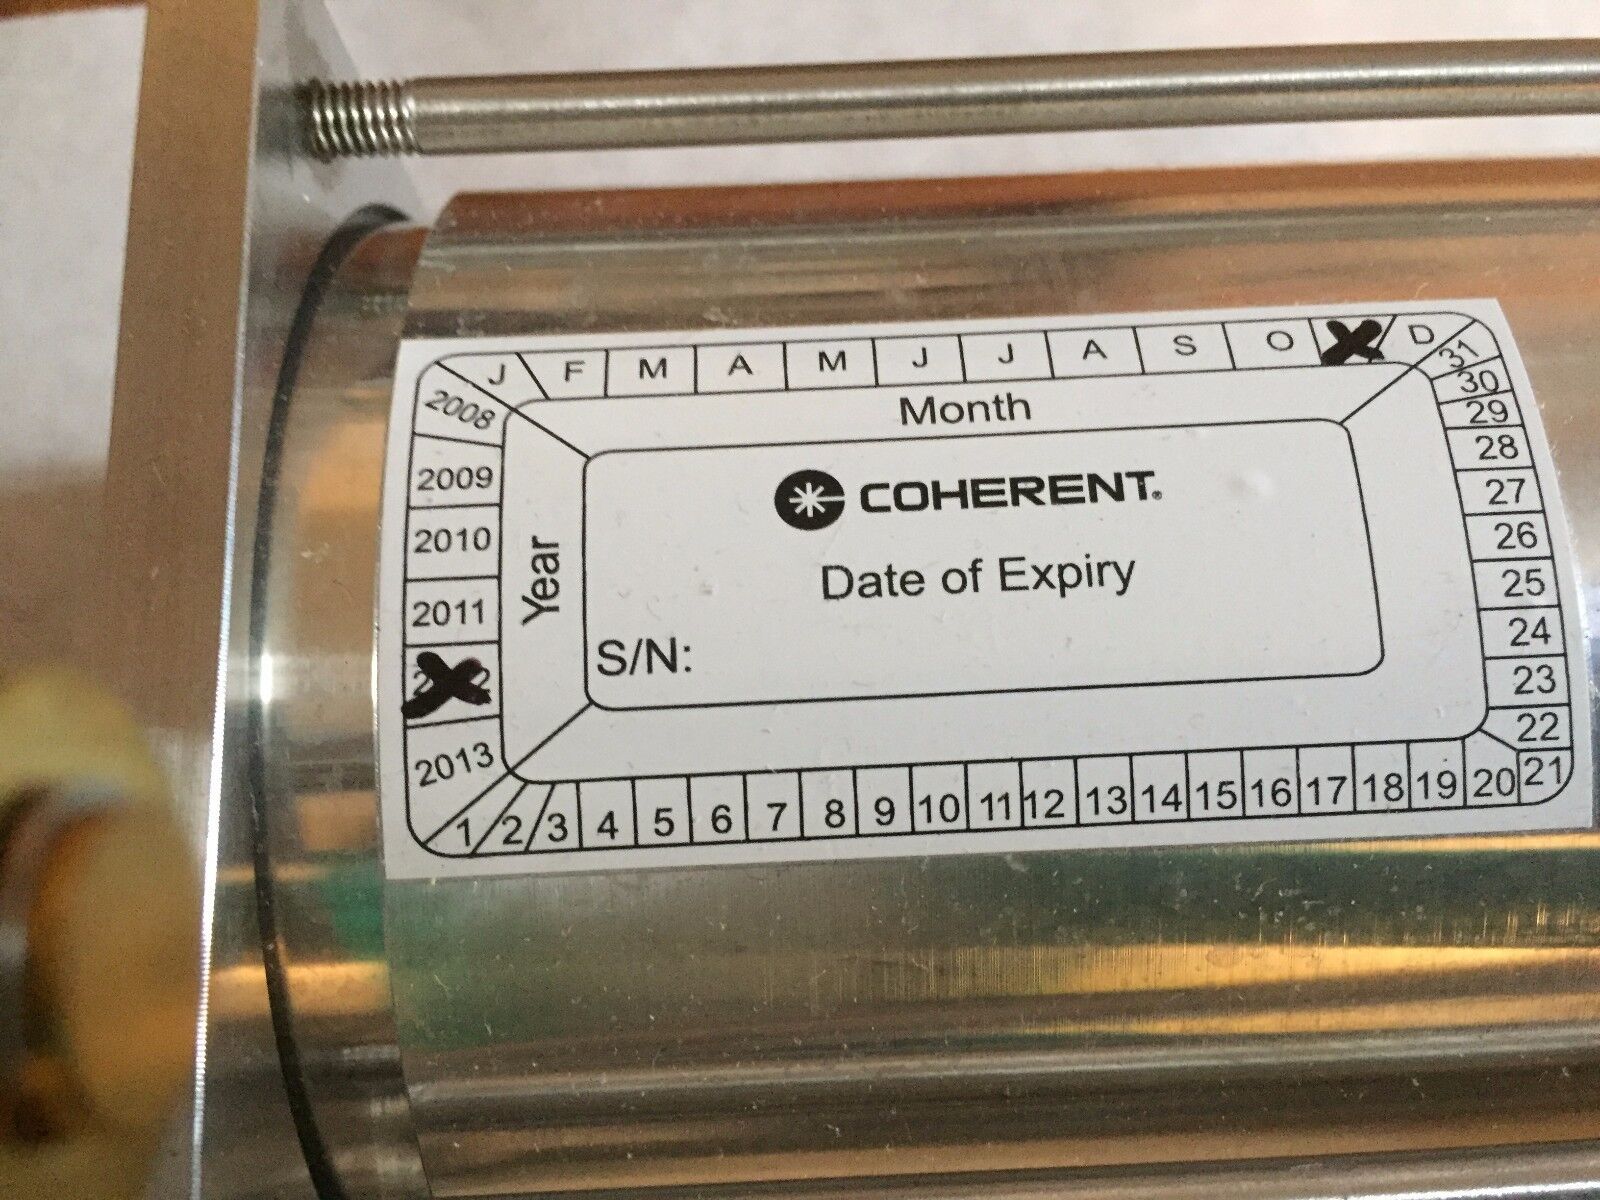 J F M A M J J A S O D
Month
2008
2009
2010
2011
2013
Year
COHERENT®
Date of Expiry
S/N:
1 2 3 4 5 6 7 8 9 10 11 12 13 14 15 16 17 18 19 20 21
22
23
24
25
26
27
28
29
30
31